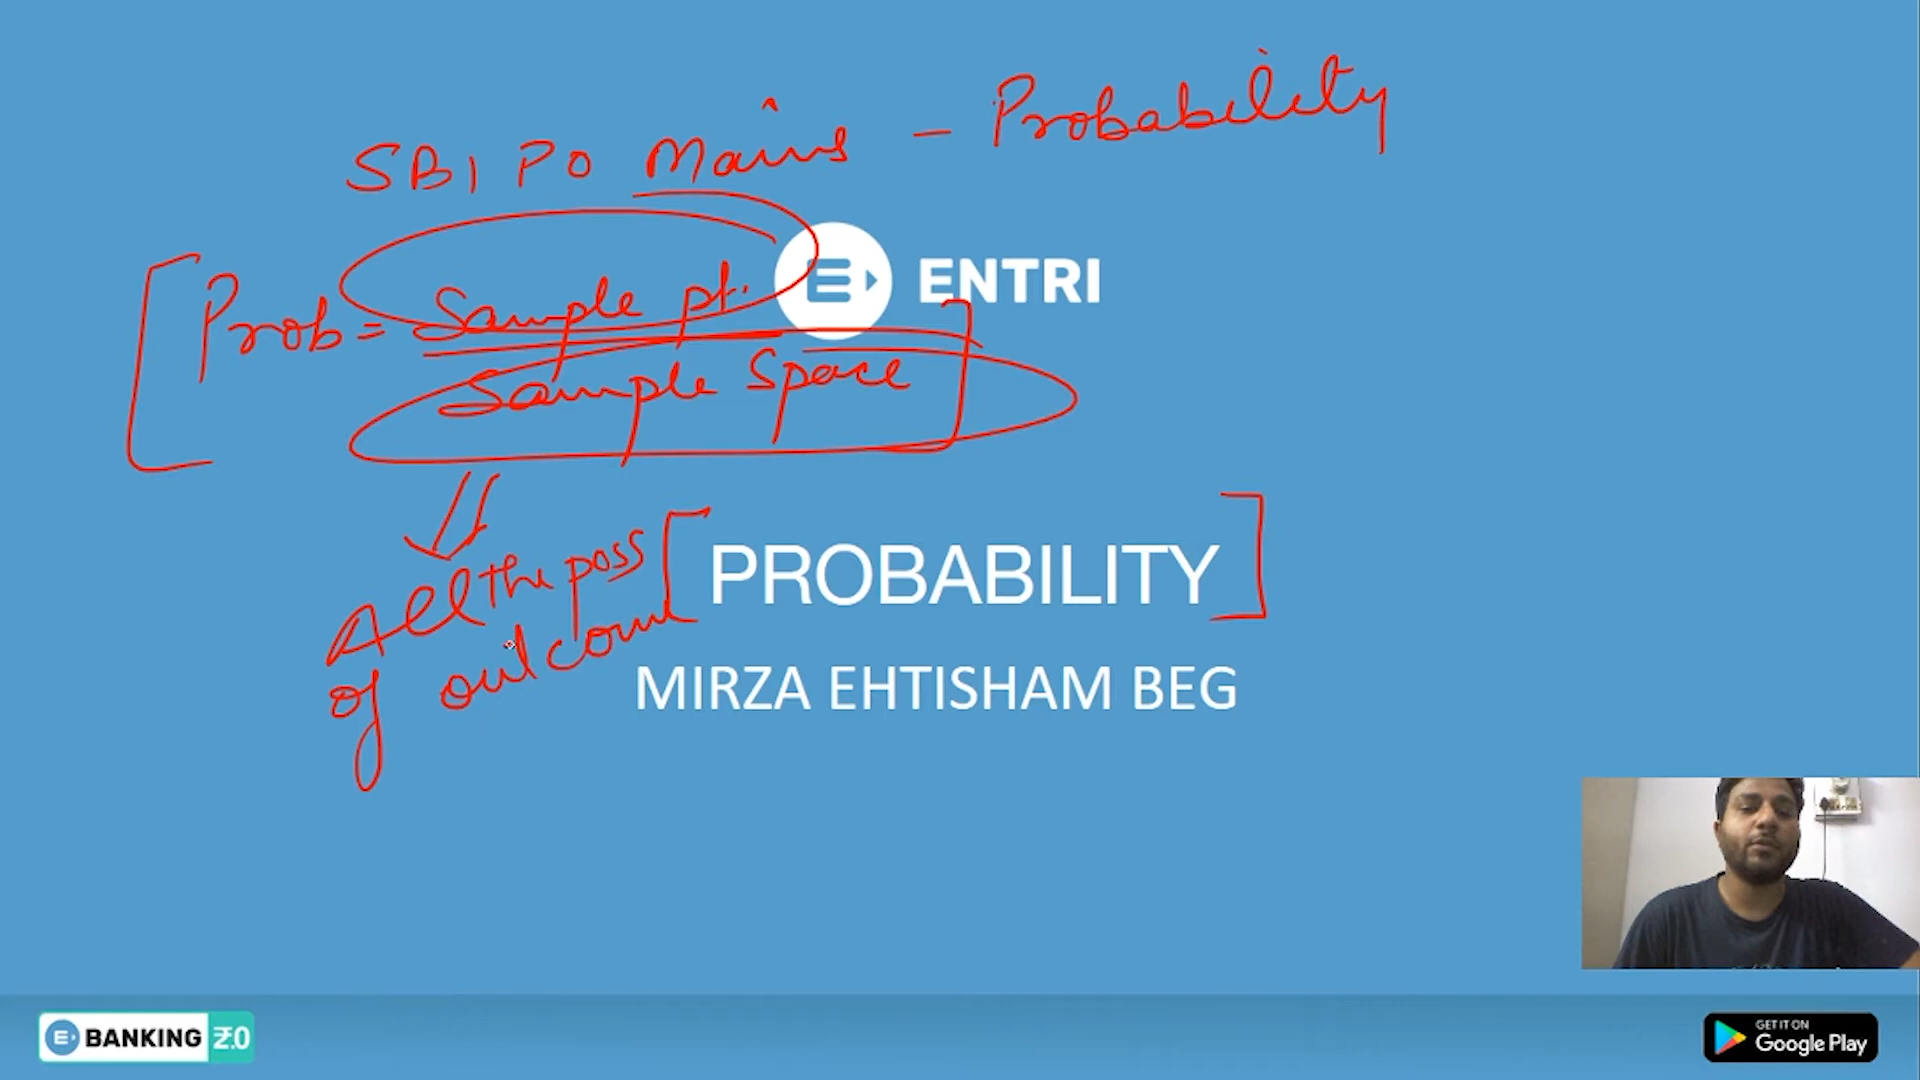 SBI PO Mains - Probability
ENTRI
Prob = Sample pt.
Sample Space
All the poss
of outcome
PROBABILITY
MIRZA EHTISHAM BEG
BANKING 2.0
GET IT ON
Google Play